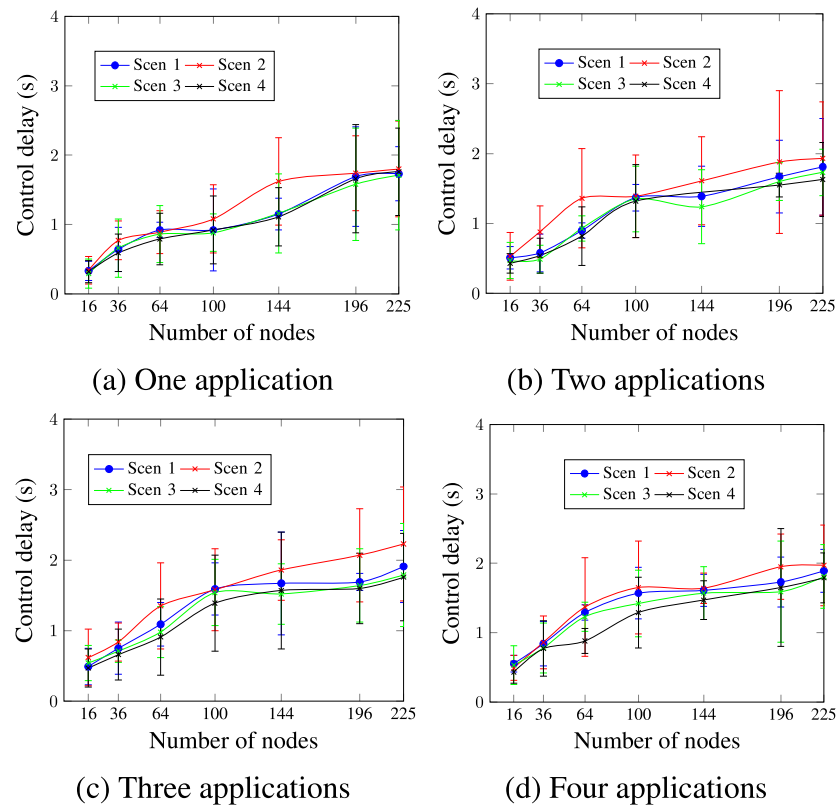 4
3
2
1
0
Control delay (s)
Scen 1 Scen 2
Scen 3 Scen 4
16 36 64 100 144 196 225
Number of nodes
(a) One application
4
3
2
1
0
Control delay (s)
Scen 1 Scen 2
Scen 3 Scen 4
16 36 64 100 144 196 225
Number of nodes
(b) Two applications
4
3
2
1
0
Control delay (s)
Scen 1 Scen 2
Scen 3 Scen 4
16 36 64 100 144 196 225
Number of nodes
(c) Three applications
4
3
2
1
0
Control delay (s)
Scen 1 Scen 2
Scen 3 Scen 4
16 36 64 100 144 196 225
Number of nodes
(d) Four applications